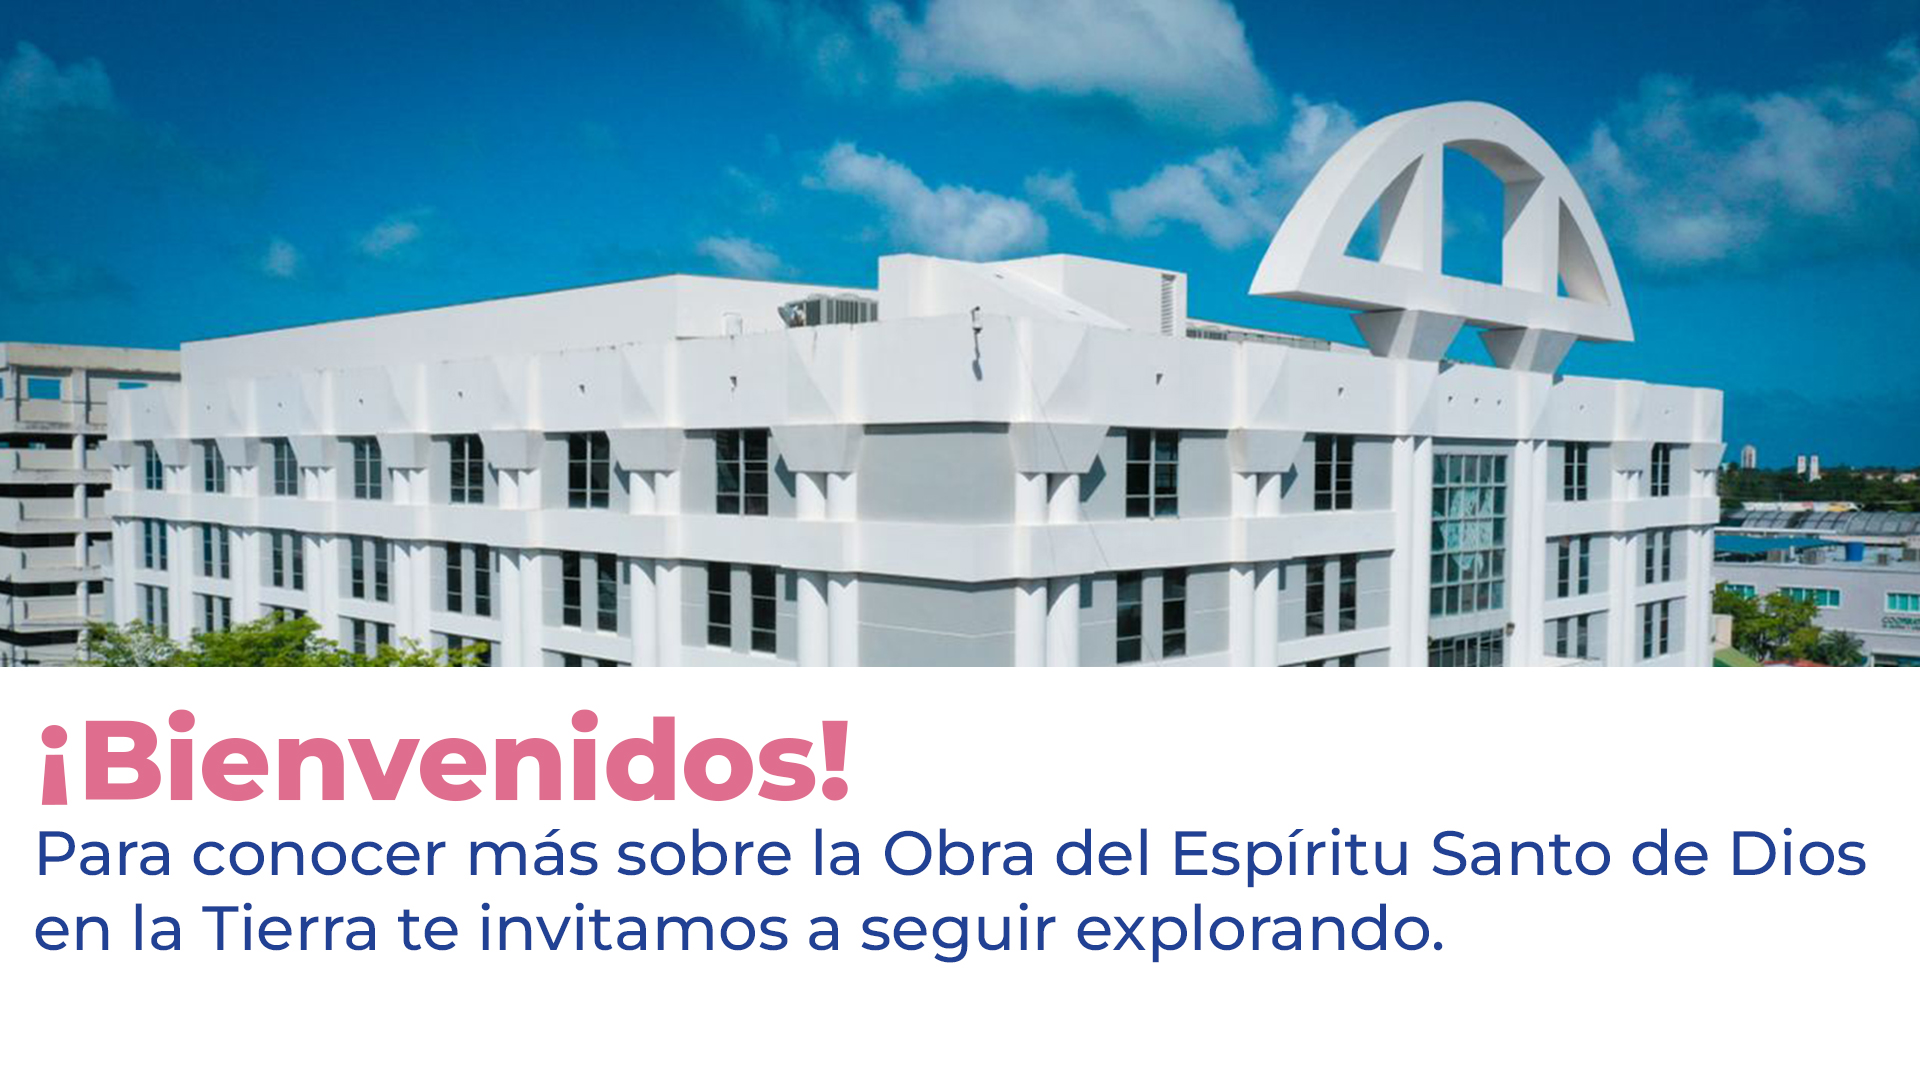 ¡Bienvenidos!
Para conocer más sobre la Obra del Espíritu Santo de Dios
en la Tierra te invitamos a seguir explorando.